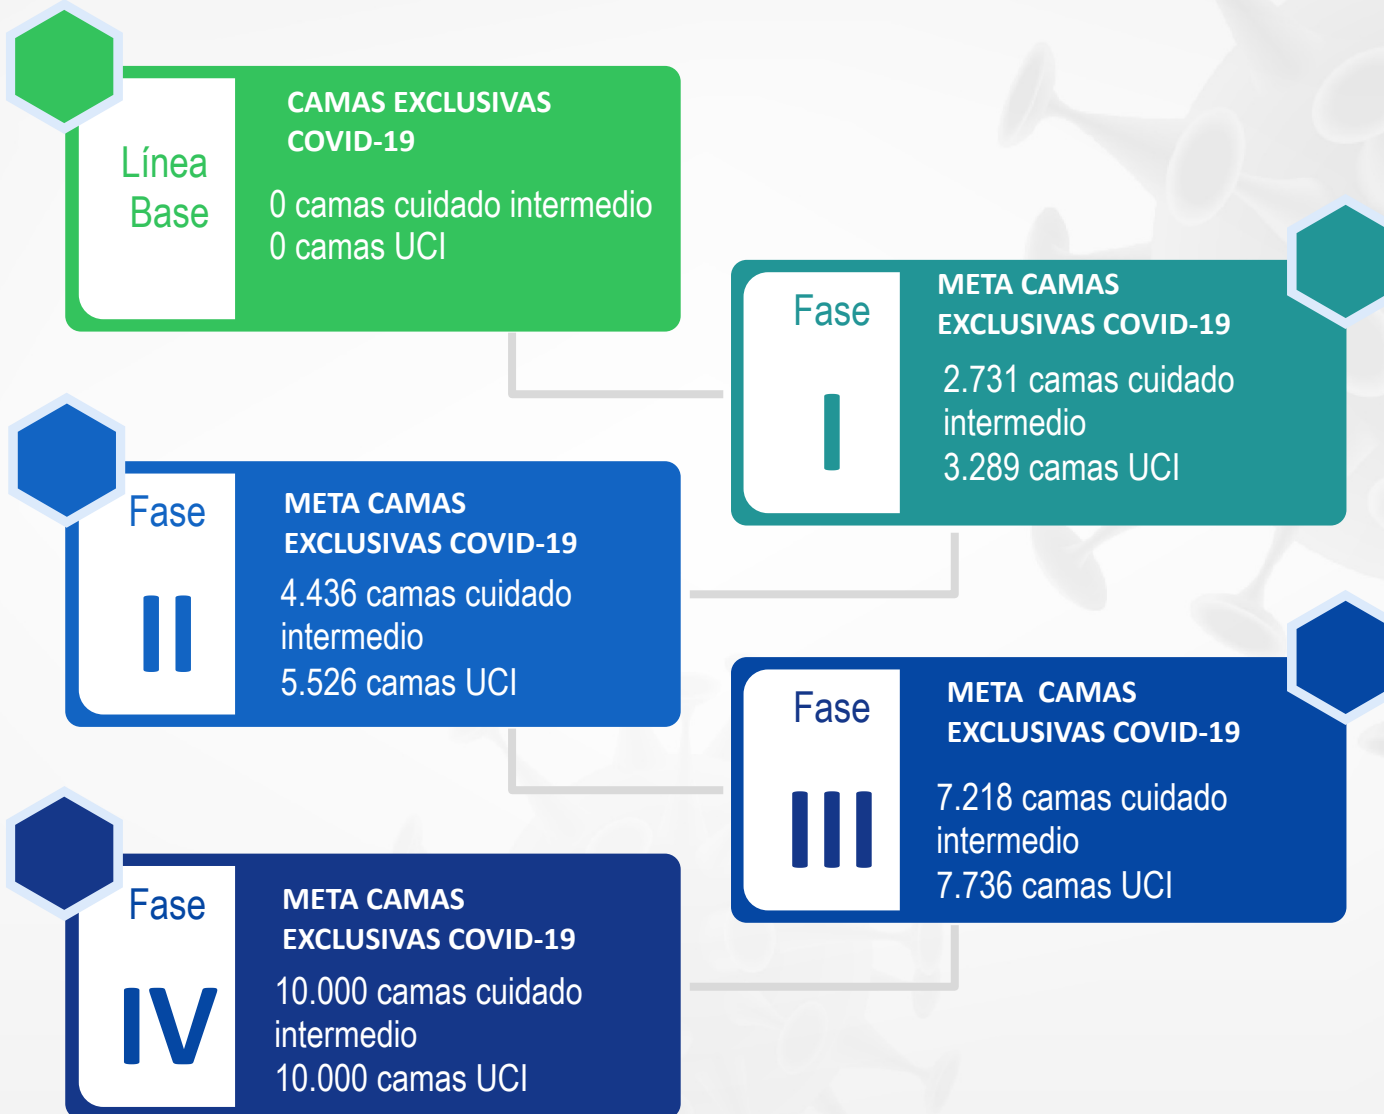 Línea
Base
CAMAS EXCLUSIVAS
COVID-19
0 camas cuidado intermedio
0 camas UCI
Fase
I
META CAMAS
EXCLUSIVAS COVID-19
2.731 camas cuidado
intermedio
3.289 camas UCI
Fase
II
META CAMAS
EXCLUSIVAS COVID-19
4.436 camas cuidado
intermedio
5.526 camas UCI
Fase
III
META CAMAS
EXCLUSIVAS COVID-19
7.218 camas cuidado
intermedio
7.736 camas UCI
Fase
IV
META CAMAS
EXCLUSIVAS COVID-19
10.000 camas cuidado
intermedio
10.000 camas UCI